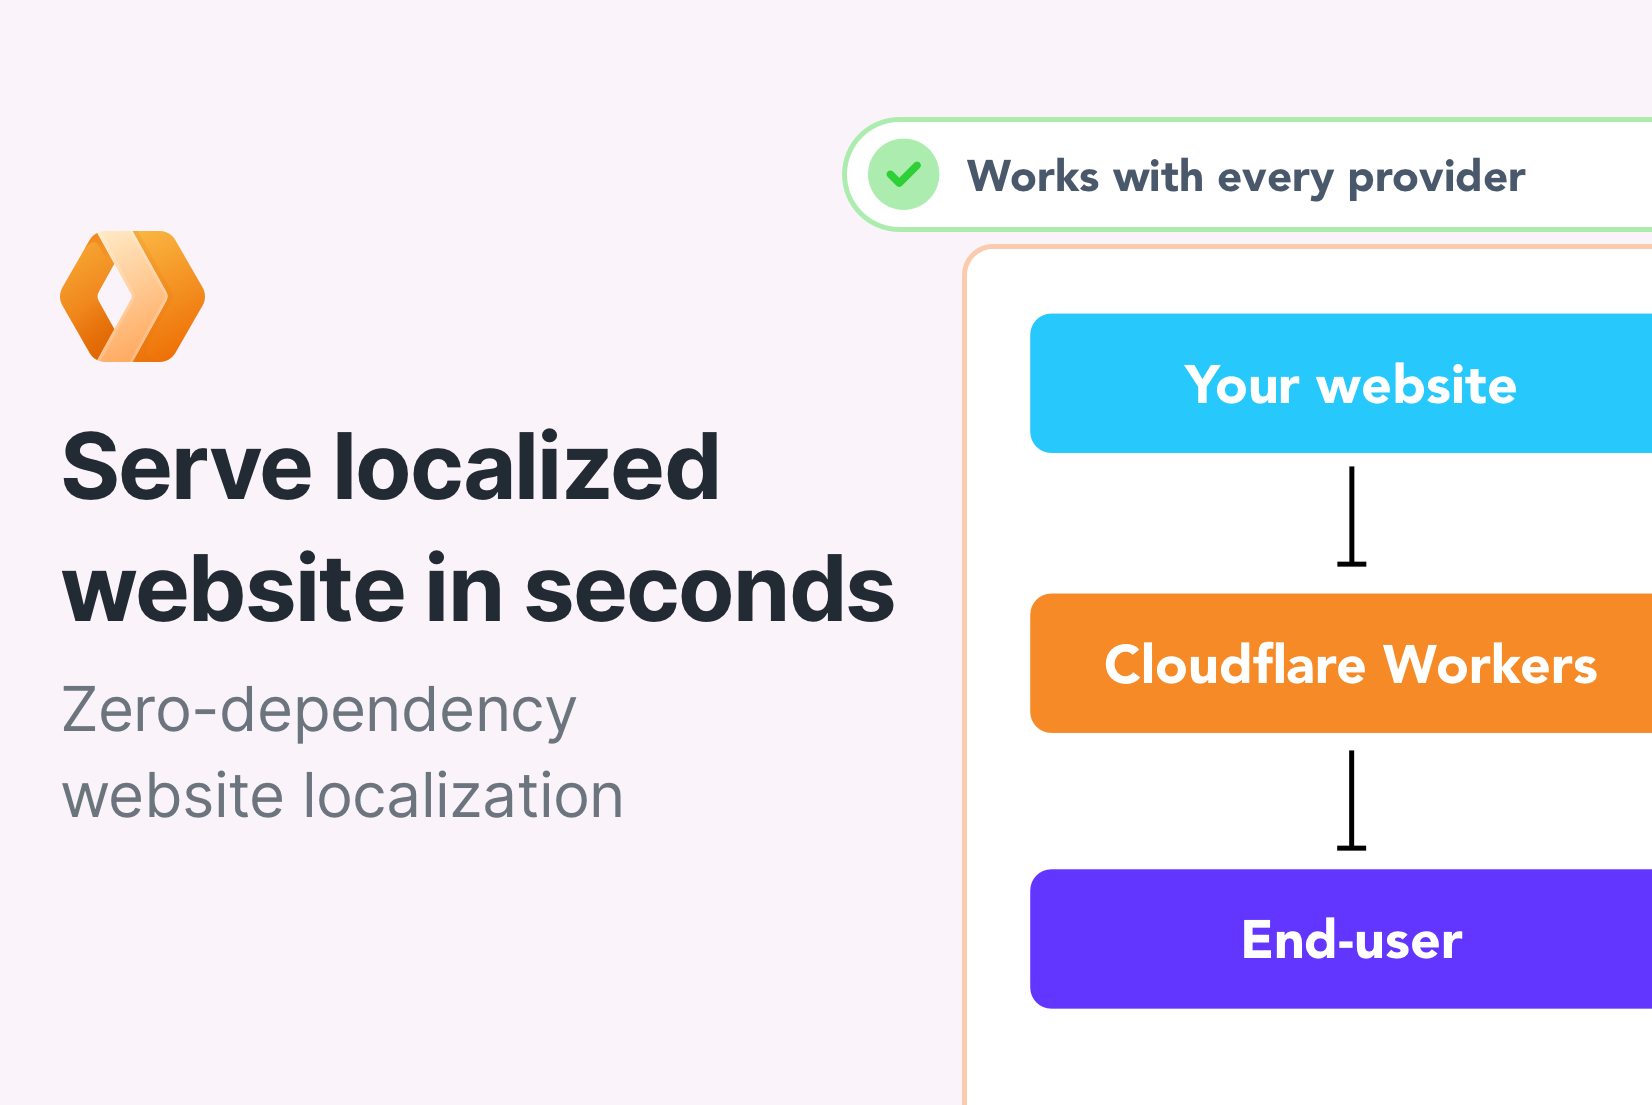 Serve localized
website in seconds
Zero-dependency
website localization
Works with every provider
Your website
Cloudflare Workers
End-user